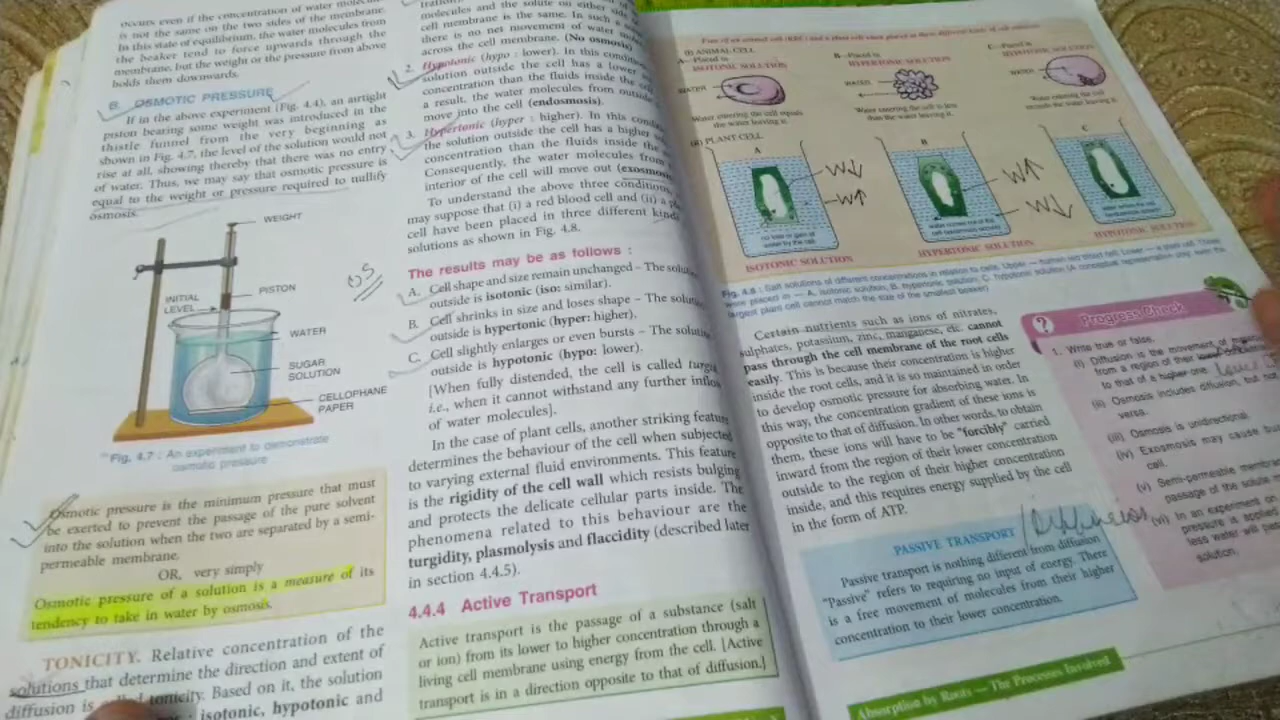 occurs even if the concentration of water
is not the same on the two sides of the membrane.
In this state of equilibrium, the water molecules from
the beaker tend to force upwards through the
membrane, but the weight or the pressure from above
holds them downwards.
B. OSMOTIC PRESSURE
If in the above experiment (Fig. 4.4), an airtight
piston bearing some weight was introduced in the
thistle funnel from the very beginning as
shown in Fig. 4.7, the level of the solution would not
rise at all, showing thereby that there was no entry
of water. Thus, we may say that osmotic pressure is
equal to the weight or pressure required to nullify
osmosis.
WEIGHT
PISTON
INITIAL
LEVEL
WATER
SUGAR
SOLUTION
CELLOPHANE
PAPER
Fig. 4.7 : An experiment to demonstrate
osmotic pressure
Osmotic pressure is the minimum pressure that must
be exerted to prevent the passage of the pure solvent
into the solution when the two are separated by a semi-
permeable membrane.
OR, very simply
Osmotic pressure of a solution is a measure of its
tendency to take in water by osmosis.
TONICITY. Relative concentration of the
solutions that determine the direction and extent of
diffusion is called tonicity. Based on it, the solution
isotonic, hypotonic and
molecules and the solute on either side
cell membrane is the same. In such a
there is no net movement of water
across the cell membrane. (No osmosis)
2. Hypotonic (hypo : lower). In this condition
solution outside the cell has a lower
concentration than the fluids inside the
a result, the water molecules from outside
move into the cell (endosmosis).
3. Hypertonic (hyper : higher). In this
the solution outside the cell has a higher
concentration than the fluids inside the
Consequently, the water molecules from
interior of the cell will move out (exosmosis
To understand the above three conditions,
may suppose that (i) a red blood cell and (ii) a
cell have been placed in three different kinds
solutions as shown in Fig. 4.8.
The results may be as follows :
A. Cell shape and size remain unchanged – The solution
outside is isotonic (iso: similar).
B. Cell shrinks in size and loses shape – The solution
outside is hypertonic (hyper: higher).
C. Cell slightly enlarges or even bursts – The solution
outside is hypotonic (hypo: lower).
[When fully distended, the cell is called
i.e., when it cannot withstand any further influx
of water molecules].
In the case of plant cells, another striking feature
determines the behaviour of the cell when subjected
to varying external fluid environments. This feature
is the rigidity of the cell wall which resists bulging
and protects the delicate cellular parts inside. The
phenomena related to this behaviour are the
turgidity, plasmolysis and flaccidity (described later
in section 4.4.5).
4.4.4 Active Transport
Active transport is the passage of a substance (salt
or ion) from its lower to higher concentration through a
living cell membrane using energy from the cell. [Active
transport is in a direction opposite to that of diffusion.]
(i) ANIMAL CELL
A—Placed in
ISOTONIC SOLUTION
B—Placed in
HYPERTONIC SOLUTION
C—Placed in
HYPOTONIC SOLUTION
WATER
WATER
WATER
Water entering the cell equals
the water leaving it.
Water entering the cell is less
than the water leaving it.
Water entering the cell
exceeds the water leaving it.
(ii) PLANT CELL
A
B
C
W↓
W↑
W↑
W↓
no loss or gain of
water by the cell
ISOTONIC SOLUTION
HYPERTONIC SOLUTION
HYPOTONIC SOLUTION
Fig. 4.8 : Salt solutions of different concentrations in relation to cells. Upper — human red blood cell. Lower — a plant cell. These
were placed in — A, isotonic solution, B, hypertonic solution, C, hypotonic solution (A conceptual representation only, even the
largest plant cell cannot match the size of the smallest beaker)
Certain nutrients such as ions of nitrates,
sulphates, potassium, zinc, manganese, etc. cannot
pass through the cell membrane of the root cells
easily. This is because their concentration is higher
inside the root cells, and it is so maintained in order
to develop osmotic pressure for absorbing water. In
this way, the concentration gradient of these ions is
opposite to that of diffusion. In other words, to obtain
them, these ions will have to be "forcibly" carried
inward from the region of their lower concentration
outside to the region of their higher concentration
inside, and this requires energy supplied by the cell
in the form of ATP.
PASSIVE TRANSPORT
Passive transport is nothing different from diffusion
"Passive" refers to requiring no input of energy. There
is a free movement of molecules from their higher
concentration to their lower concentration.
? Progress Check
1. Write true or false.
(i) Diffusion is the movement of
from a region of their
to that of a higher one.
(ii) Osmosis includes diffusion, but not
versa.
(iii) Osmosis is unidirectional.
(iv) Exosmosis may cause
cell.
(v) Semi-permeable
passage of the solute
(vi) In an experiment on
pressure is applied
less water will
solution.
Absorption by Roots — The Processes Involved